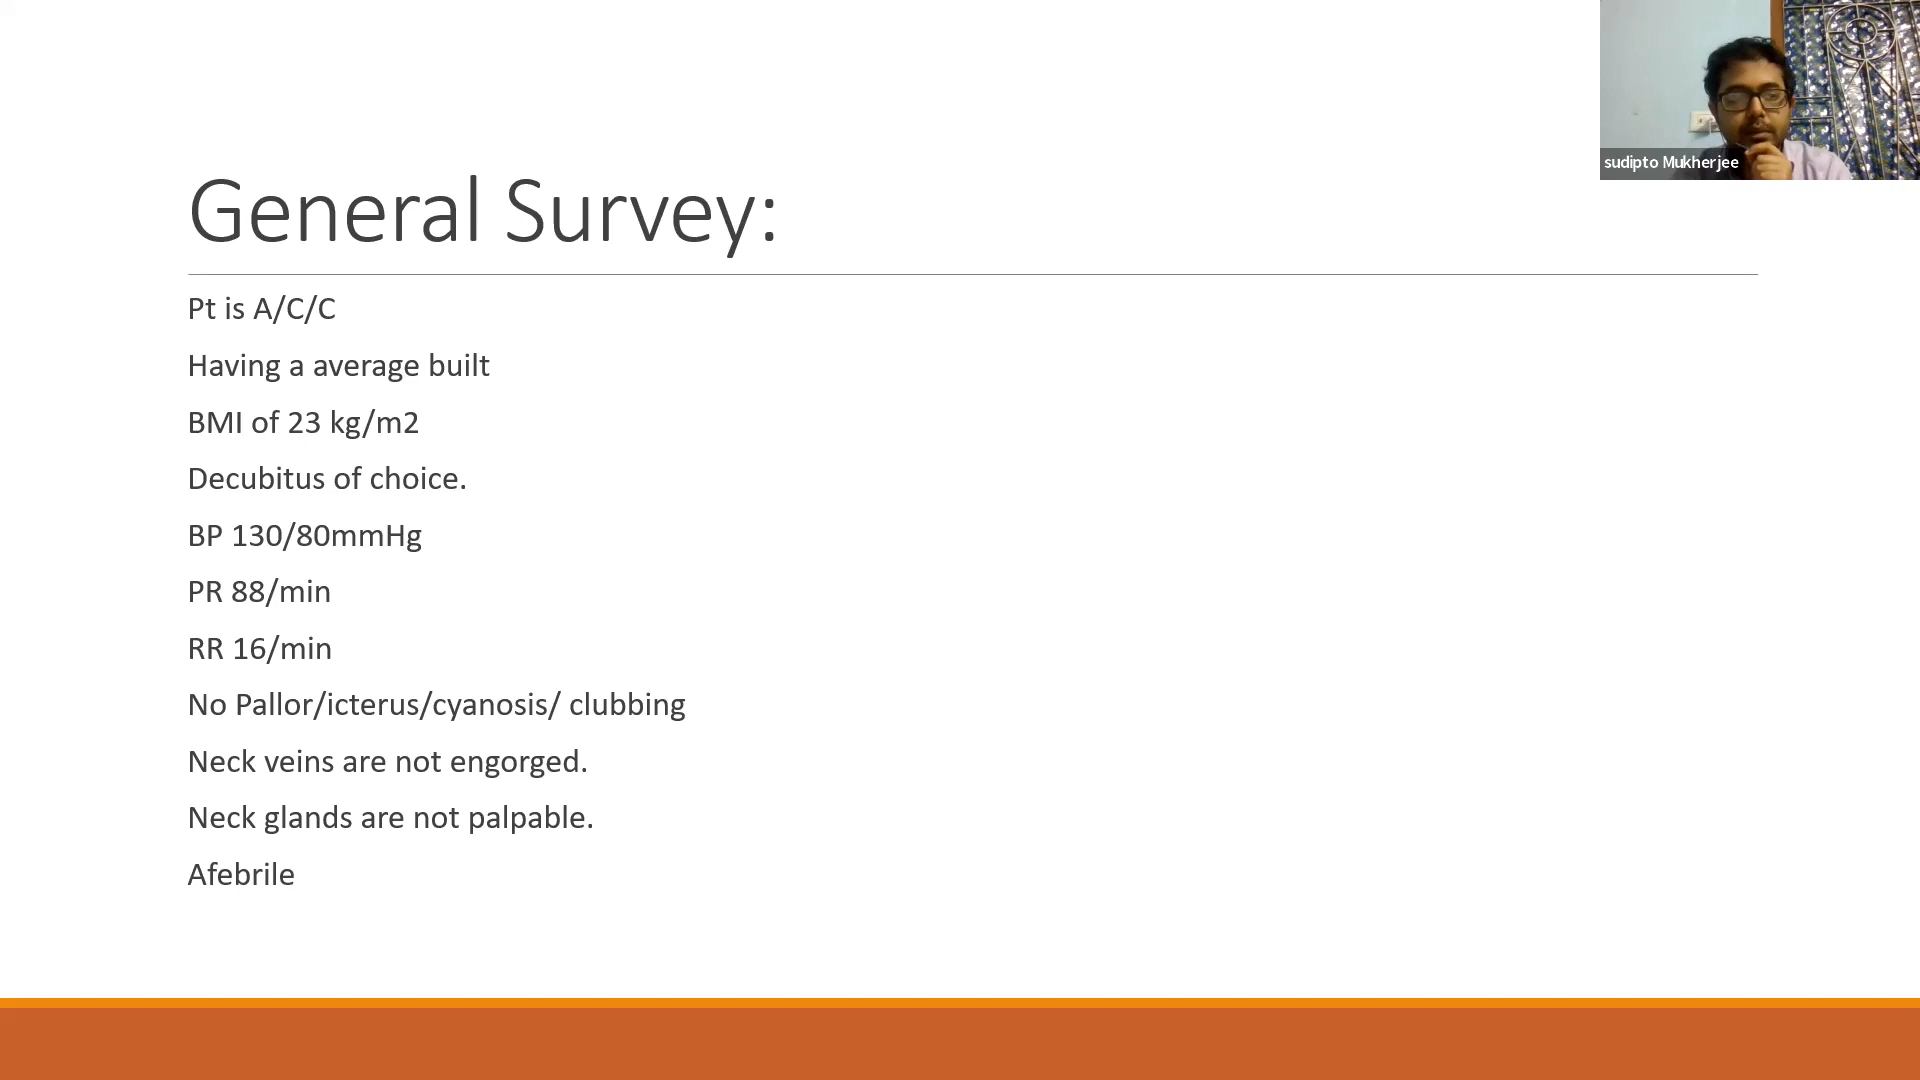 sudipto Mukherjee
General Survey:
Pt is A/C/C
Having a average built
BMI of 23 kg/m2
Decubitus of choice.
BP 130/80mmHg
PR 88/min
RR 16/min
No Pallor/icterus/cyanosis/ clubbing
Neck veins are not engorged.
Neck glands are not palpable.
Afebrile